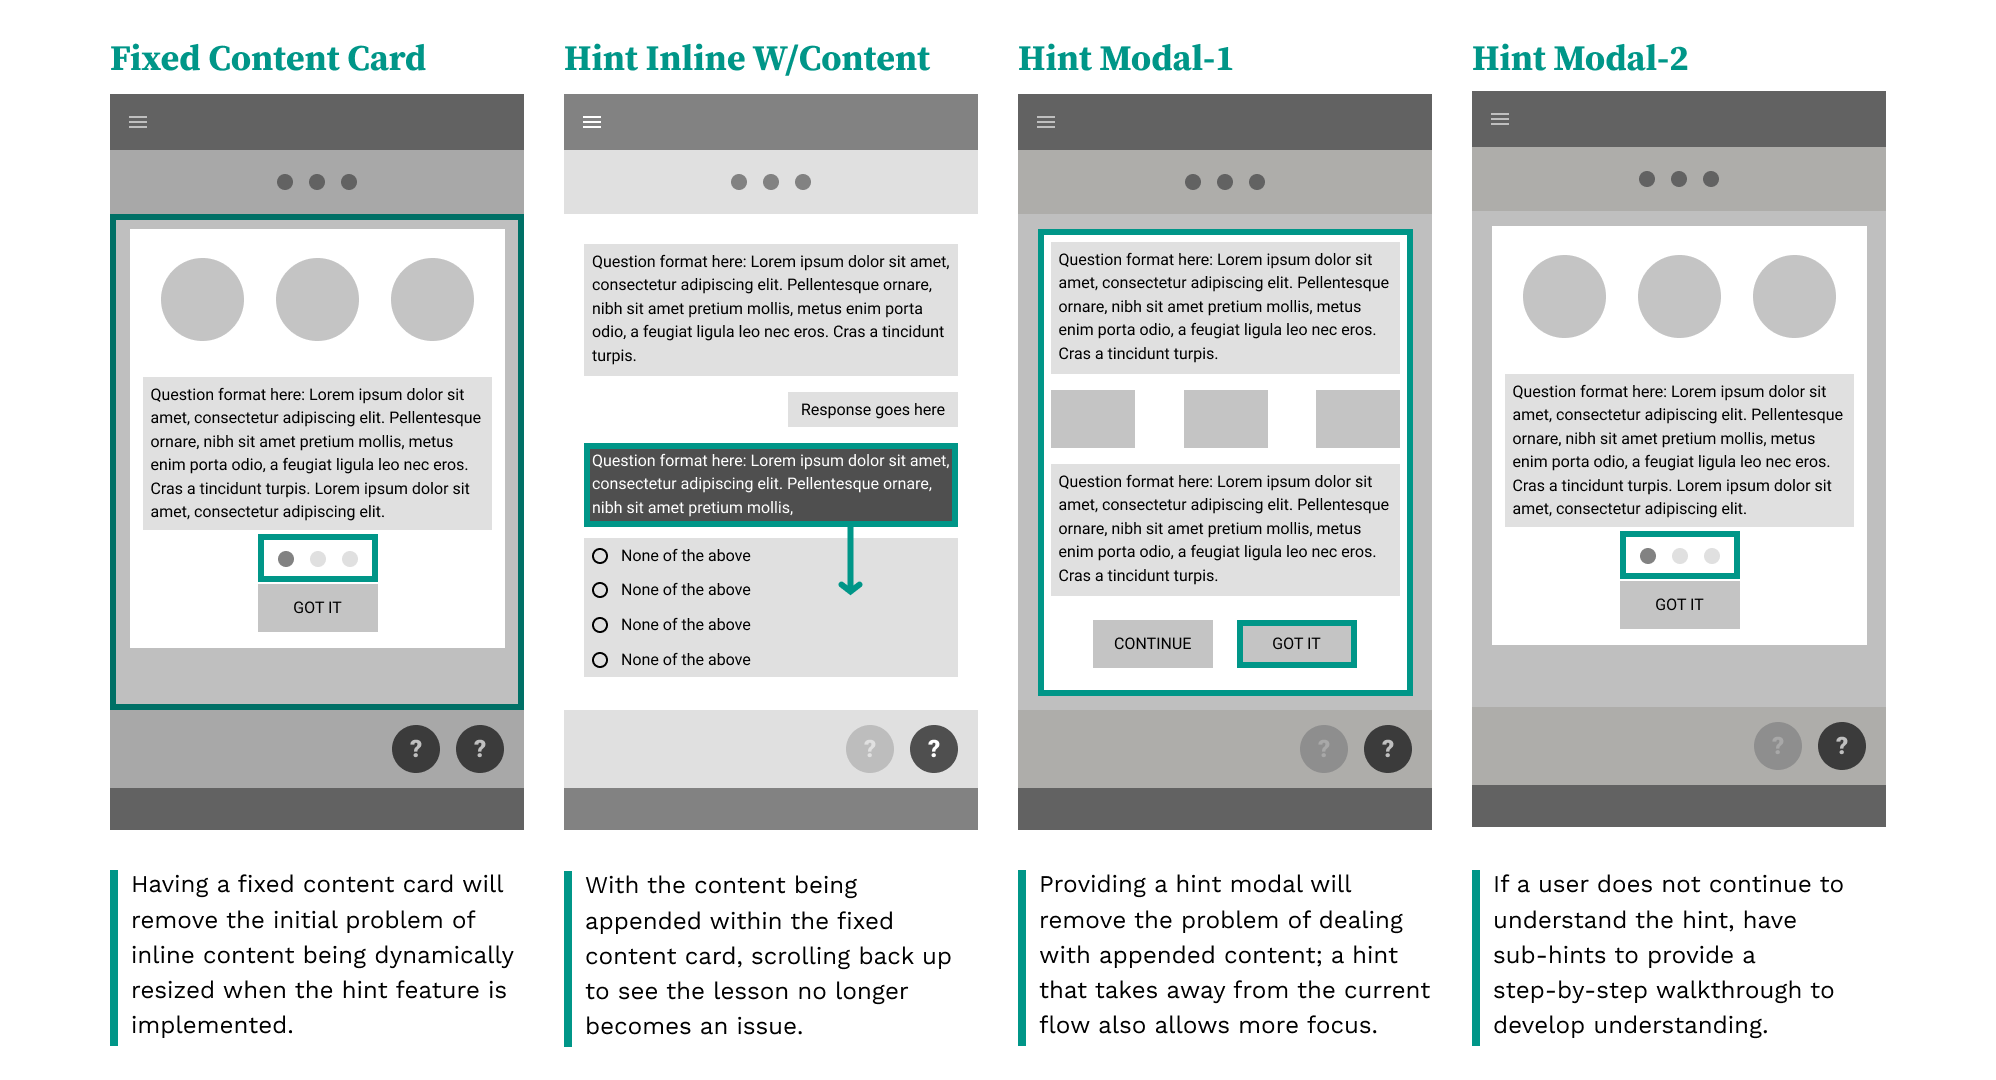 Fixed Content Card
Question format here: Lorem ipsum dolor sit
amet, consectetur adipiscing elit. Pellentesque
ornare, nibh sit amet pretium mollis, metus
enim porta odio, a feugiat ligula leo nec eros.
Cras a tincidunt turpis. Lorem ipsum dolor sit
amet, consectetur adipiscing elit.
GOT IT
?
?
Having a fixed content card will
remove the initial problem of
inline content being dynamically
resized when the hint feature is
implemented.
Hint Inline W/Content
Question format here: Lorem ipsum dolor sit amet,
consectetur adipiscing elit. Pellentesque ornare,
nibh sit amet pretium mollis, metus enim porta
odio, a feugiat ligula leo nec eros. Cras a tincidunt
turpis.
Response goes here
Question format here: Lorem ipsum dolor sit amet,
consectetur adipiscing elit. Pellentesque ornare,
nibh sit amet pretium mollis,
None of the above
None of the above
None of the above
None of the above
?
?
With the content being
appended within the fixed
content card, scrolling back up
to see the lesson no longer
becomes an issue.
Hint Modal-1
Question format here: Lorem ipsum dolor sit
amet, consectetur adipiscing elit. Pellentesque
ornare, nibh sit amet pretium mollis, metus
enim porta odio, a feugiat ligula leo nec eros.
Cras a tincidunt turpis.
Question format here: Lorem ipsum dolor sit
amet, consectetur adipiscing elit. Pellentesque
ornare, nibh sit amet pretium mollis, metus
enim porta odio, a feugiat ligula leo nec eros.
Cras a tincidunt turpis.
CONTINUE
GOT IT
?
?
Providing a hint modal will
remove the problem of dealing
with appended content; a hint
that takes away from the current
flow also allows more focus.
Hint Modal-2
Question format here: Lorem ipsum dolor sit
amet, consectetur adipiscing elit. Pellentesque
ornare, nibh sit amet pretium mollis, metus
enim porta odio, a feugiat ligula leo nec eros.
Cras a tincidunt turpis. Lorem ipsum dolor sit
amet, consectetur adipiscing elit.
GOT IT
?
?
If a user does not continue to
understand the hint, have
sub-hints to provide a
step-by-step walkthrough to
develop understanding.